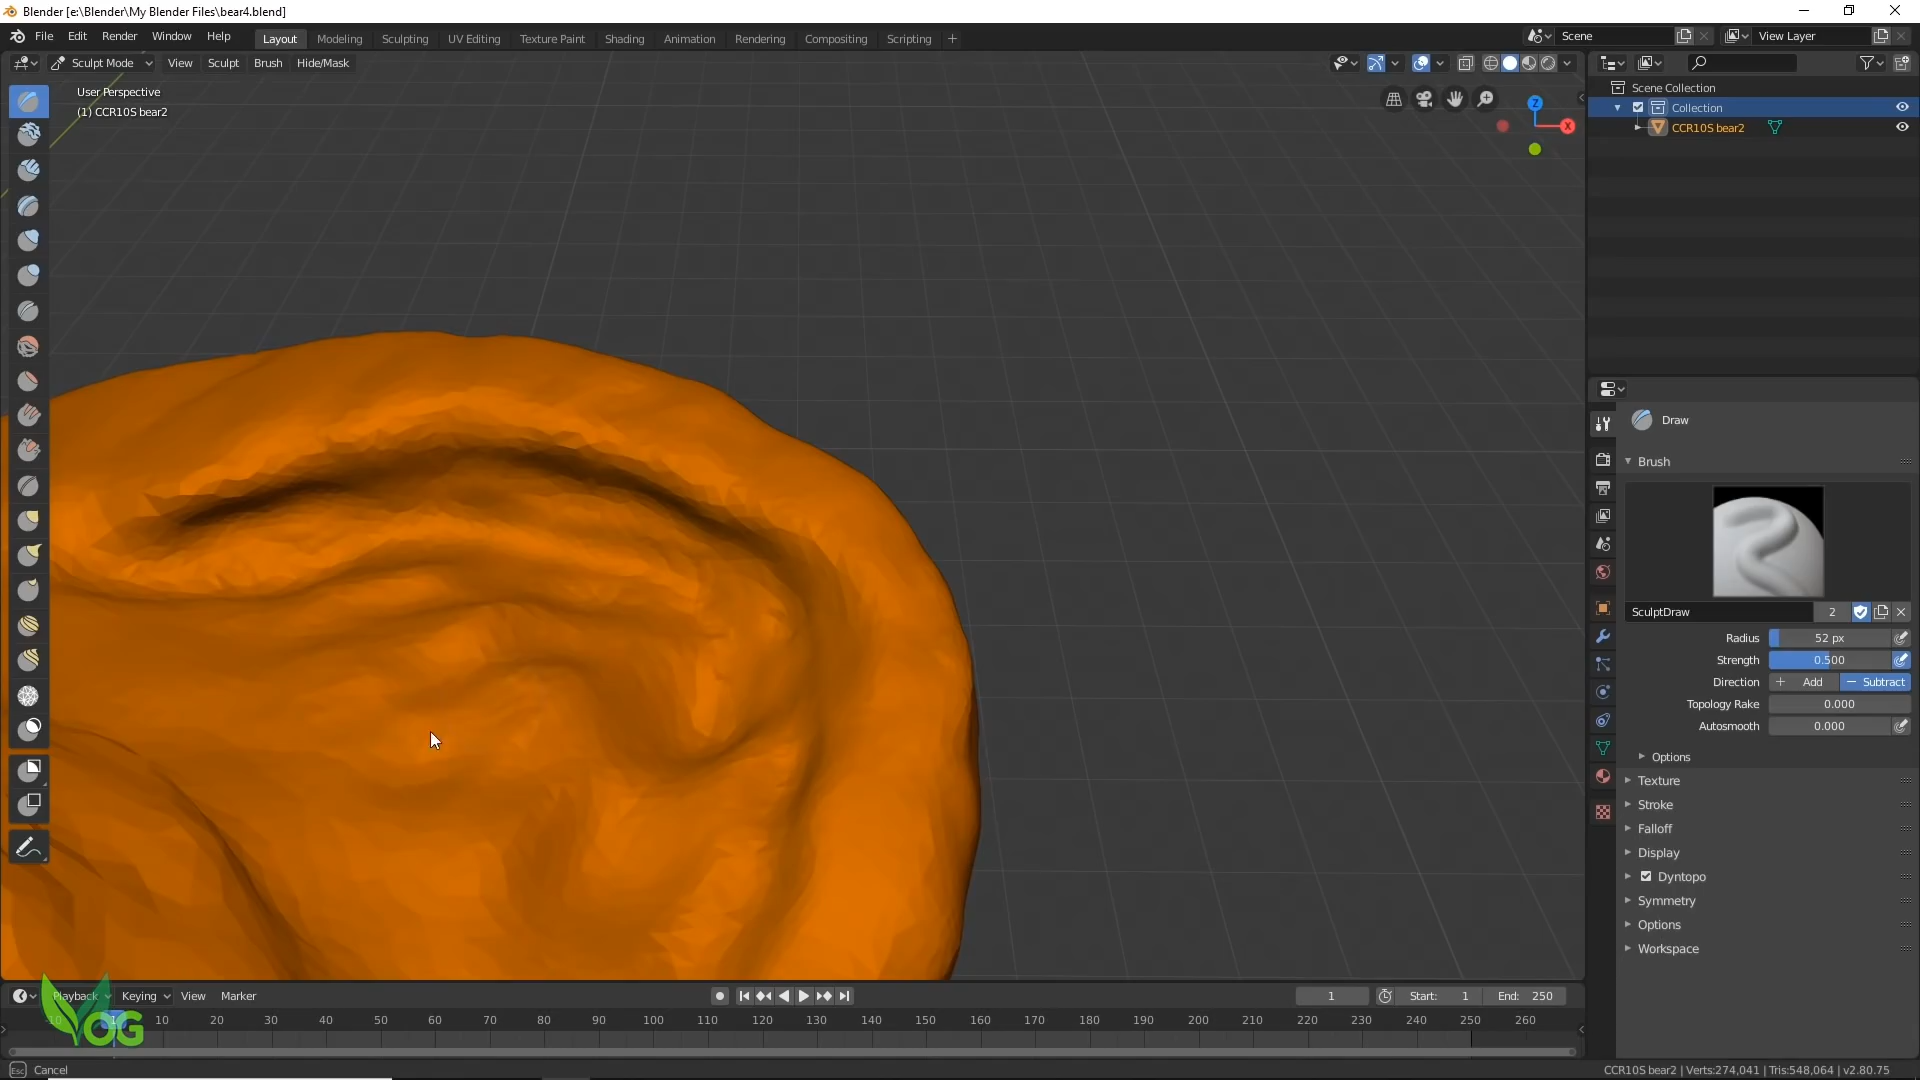 Blender [e:\Blender\My Blender Files\bear4.blend]
File Edit Render Window Help Layout Modeling Sculpting UV Editing Texture Paint Shading Animation Rendering Compositing Scripting + Scene View Layer
Sculpt Mode View Sculpt Brush Hide/Mask
User Perspective
(1) CCR10S bear2
Z
X
Scene Collection
Collection
CCR10S bear2
Draw
Brush
SculptDraw 2
Radius 52 px
Strength 0.500
Direction + Add − Subtract
Topology Rake 0.000
Autosmooth 0.000
Options
Texture
Stroke
Falloff
Display
Dyntopo
Symmetry
Options
Workspace
Playback Keying View Marker 1 Start: 1 End: 250
-10 1 10 20 30 40 50 60 70 80 90 100 110 120 130 140 150 160 170 180 190 200 210 220 230 240 250 260
VOG
Esc Cancel CCR10S bear2 | Verts:274,041 | Tris:548,064 | v2.80.75